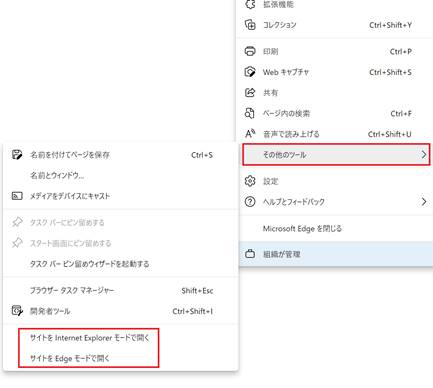 拡張機能
コレクション Ctrl+Shift+Y
印刷 Ctrl+P
Web キャプチャ Ctrl+Shift+S
共有
ページ内の検索 Ctrl+F
音声で読み上げる Ctrl+Shift+U
その他のツール
設定
ヘルプとフィードバック
Microsoft Edge を閉じる
組織が管理
名前を付けてページを保存 Ctrl+S
名前とウィンドウ...
メディアをデバイスにキャスト
タスク バーにピン留めする
スタート画面にピン留めする
タスク バー ピン留めウィザードを起動する
ブラウザー タスク マネージャー Shift+Esc
開発者ツール Ctrl+Shift+I
サイトを Internet Explorer モードで開く
サイトを Edge モードで開く